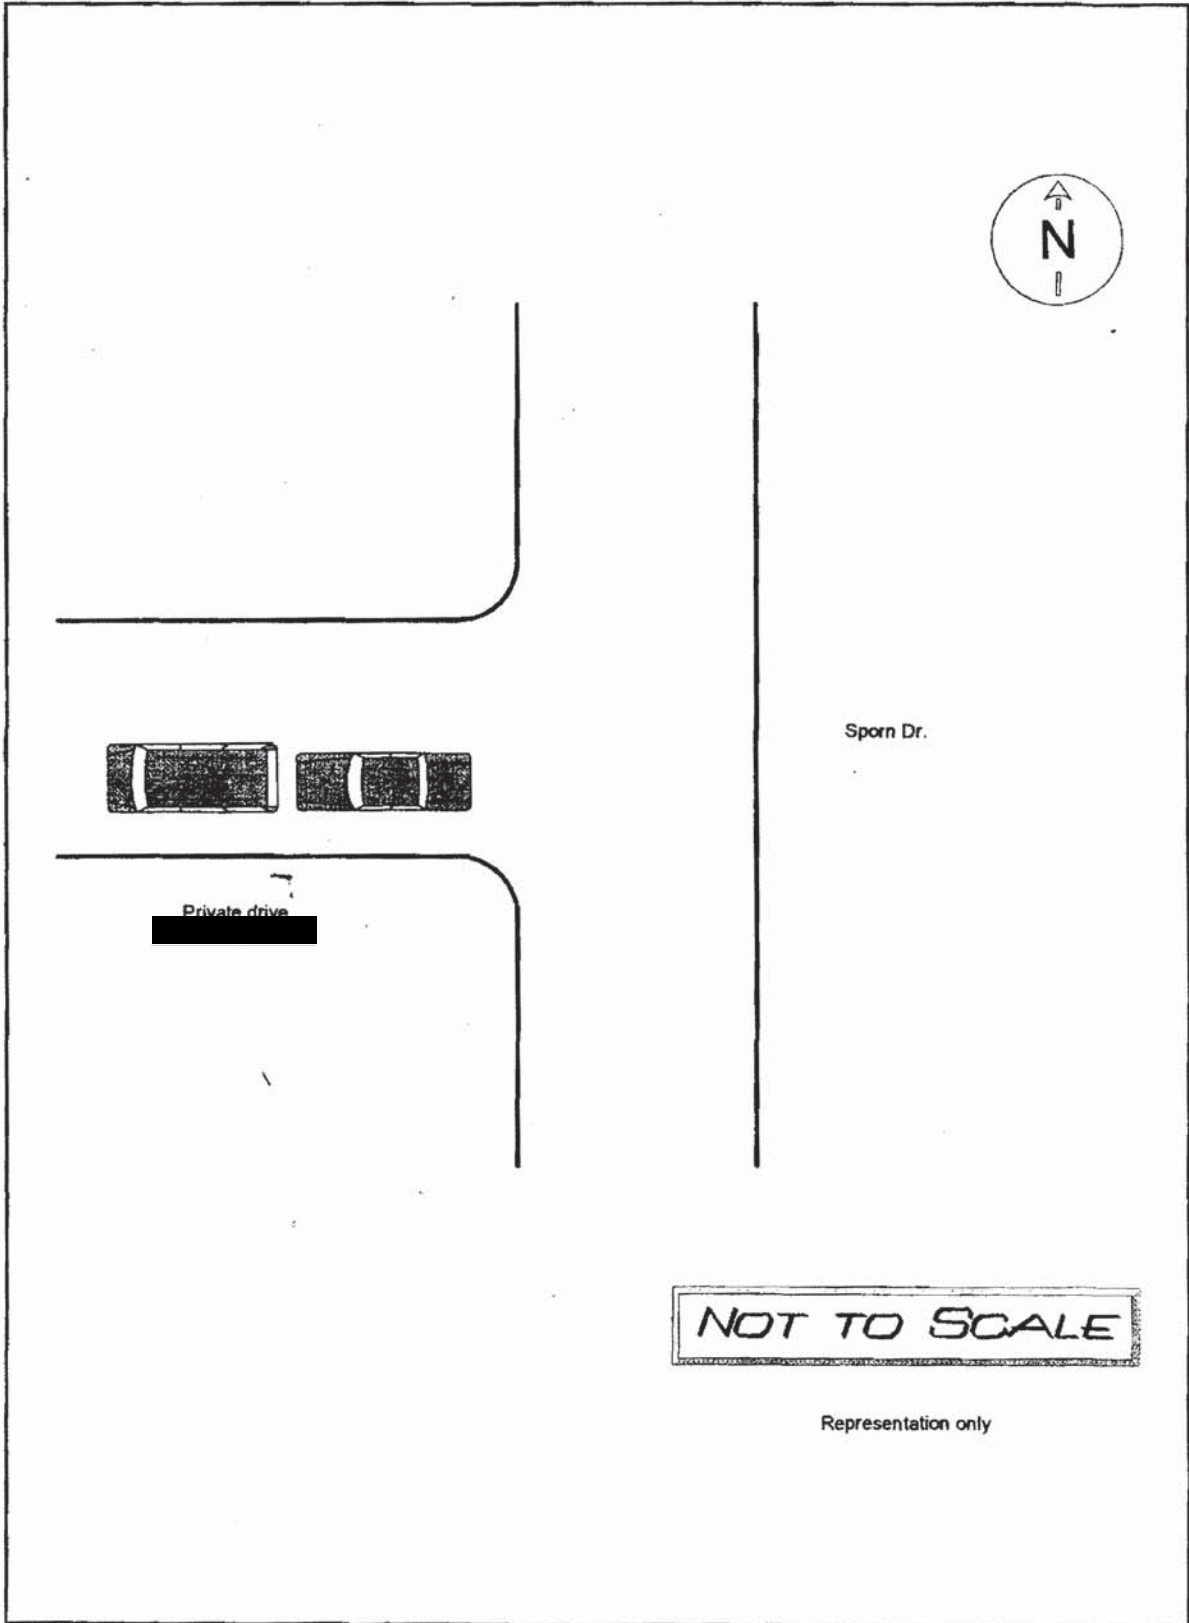 N
Sporn Dr.
Private drive
NOT TO SCALE
Representation only